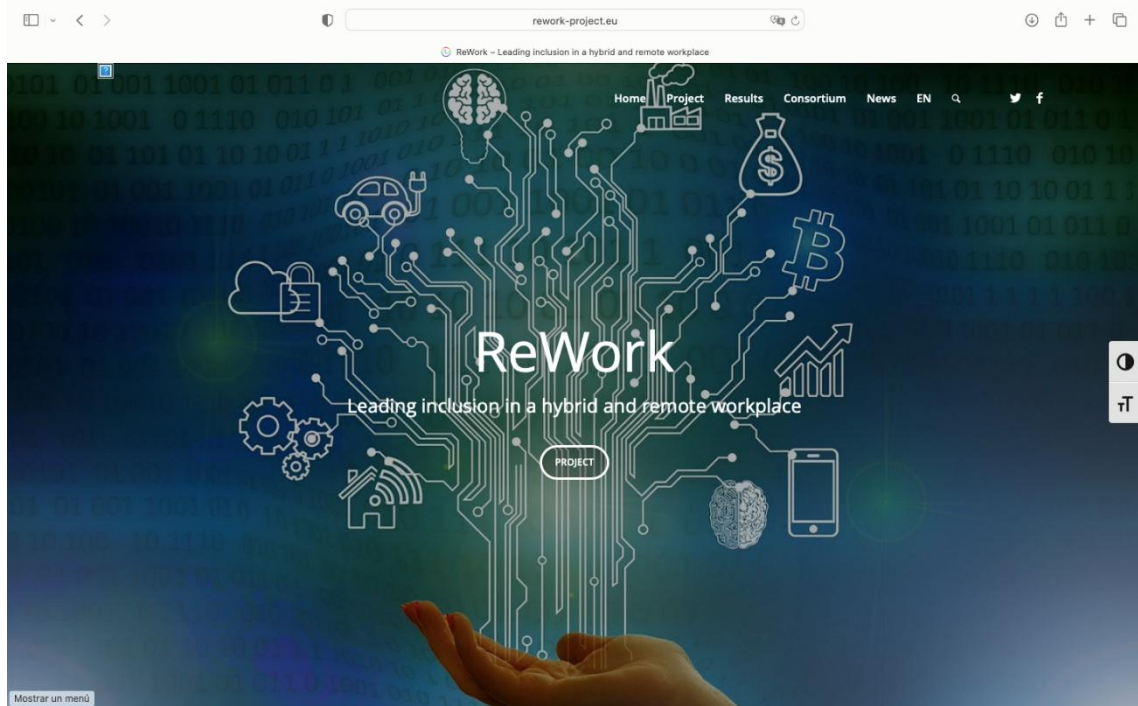 rework-project.eu
ReWork – Leading inclusion in a hybrid and remote workplace
Home Project Results Consortium News EN
ReWork
Leading inclusion in a hybrid and remote workplace
PROJECT
Mostrar un menú